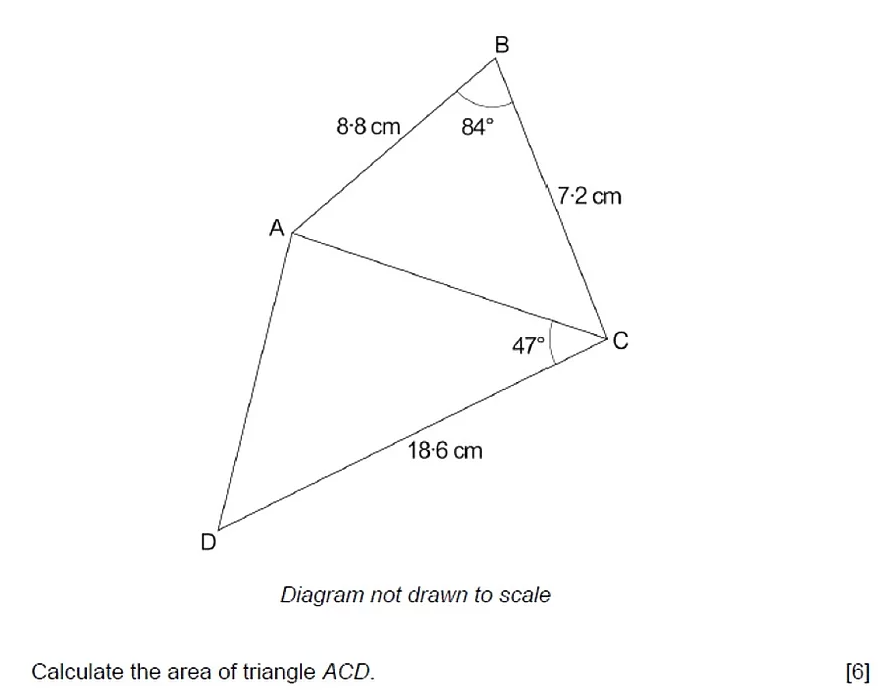 B
8·8 cm
84°
7·2 cm
A
47°
C
18·6 cm
D
Diagram not drawn to scale
Calculate the area of triangle ACD. [6]